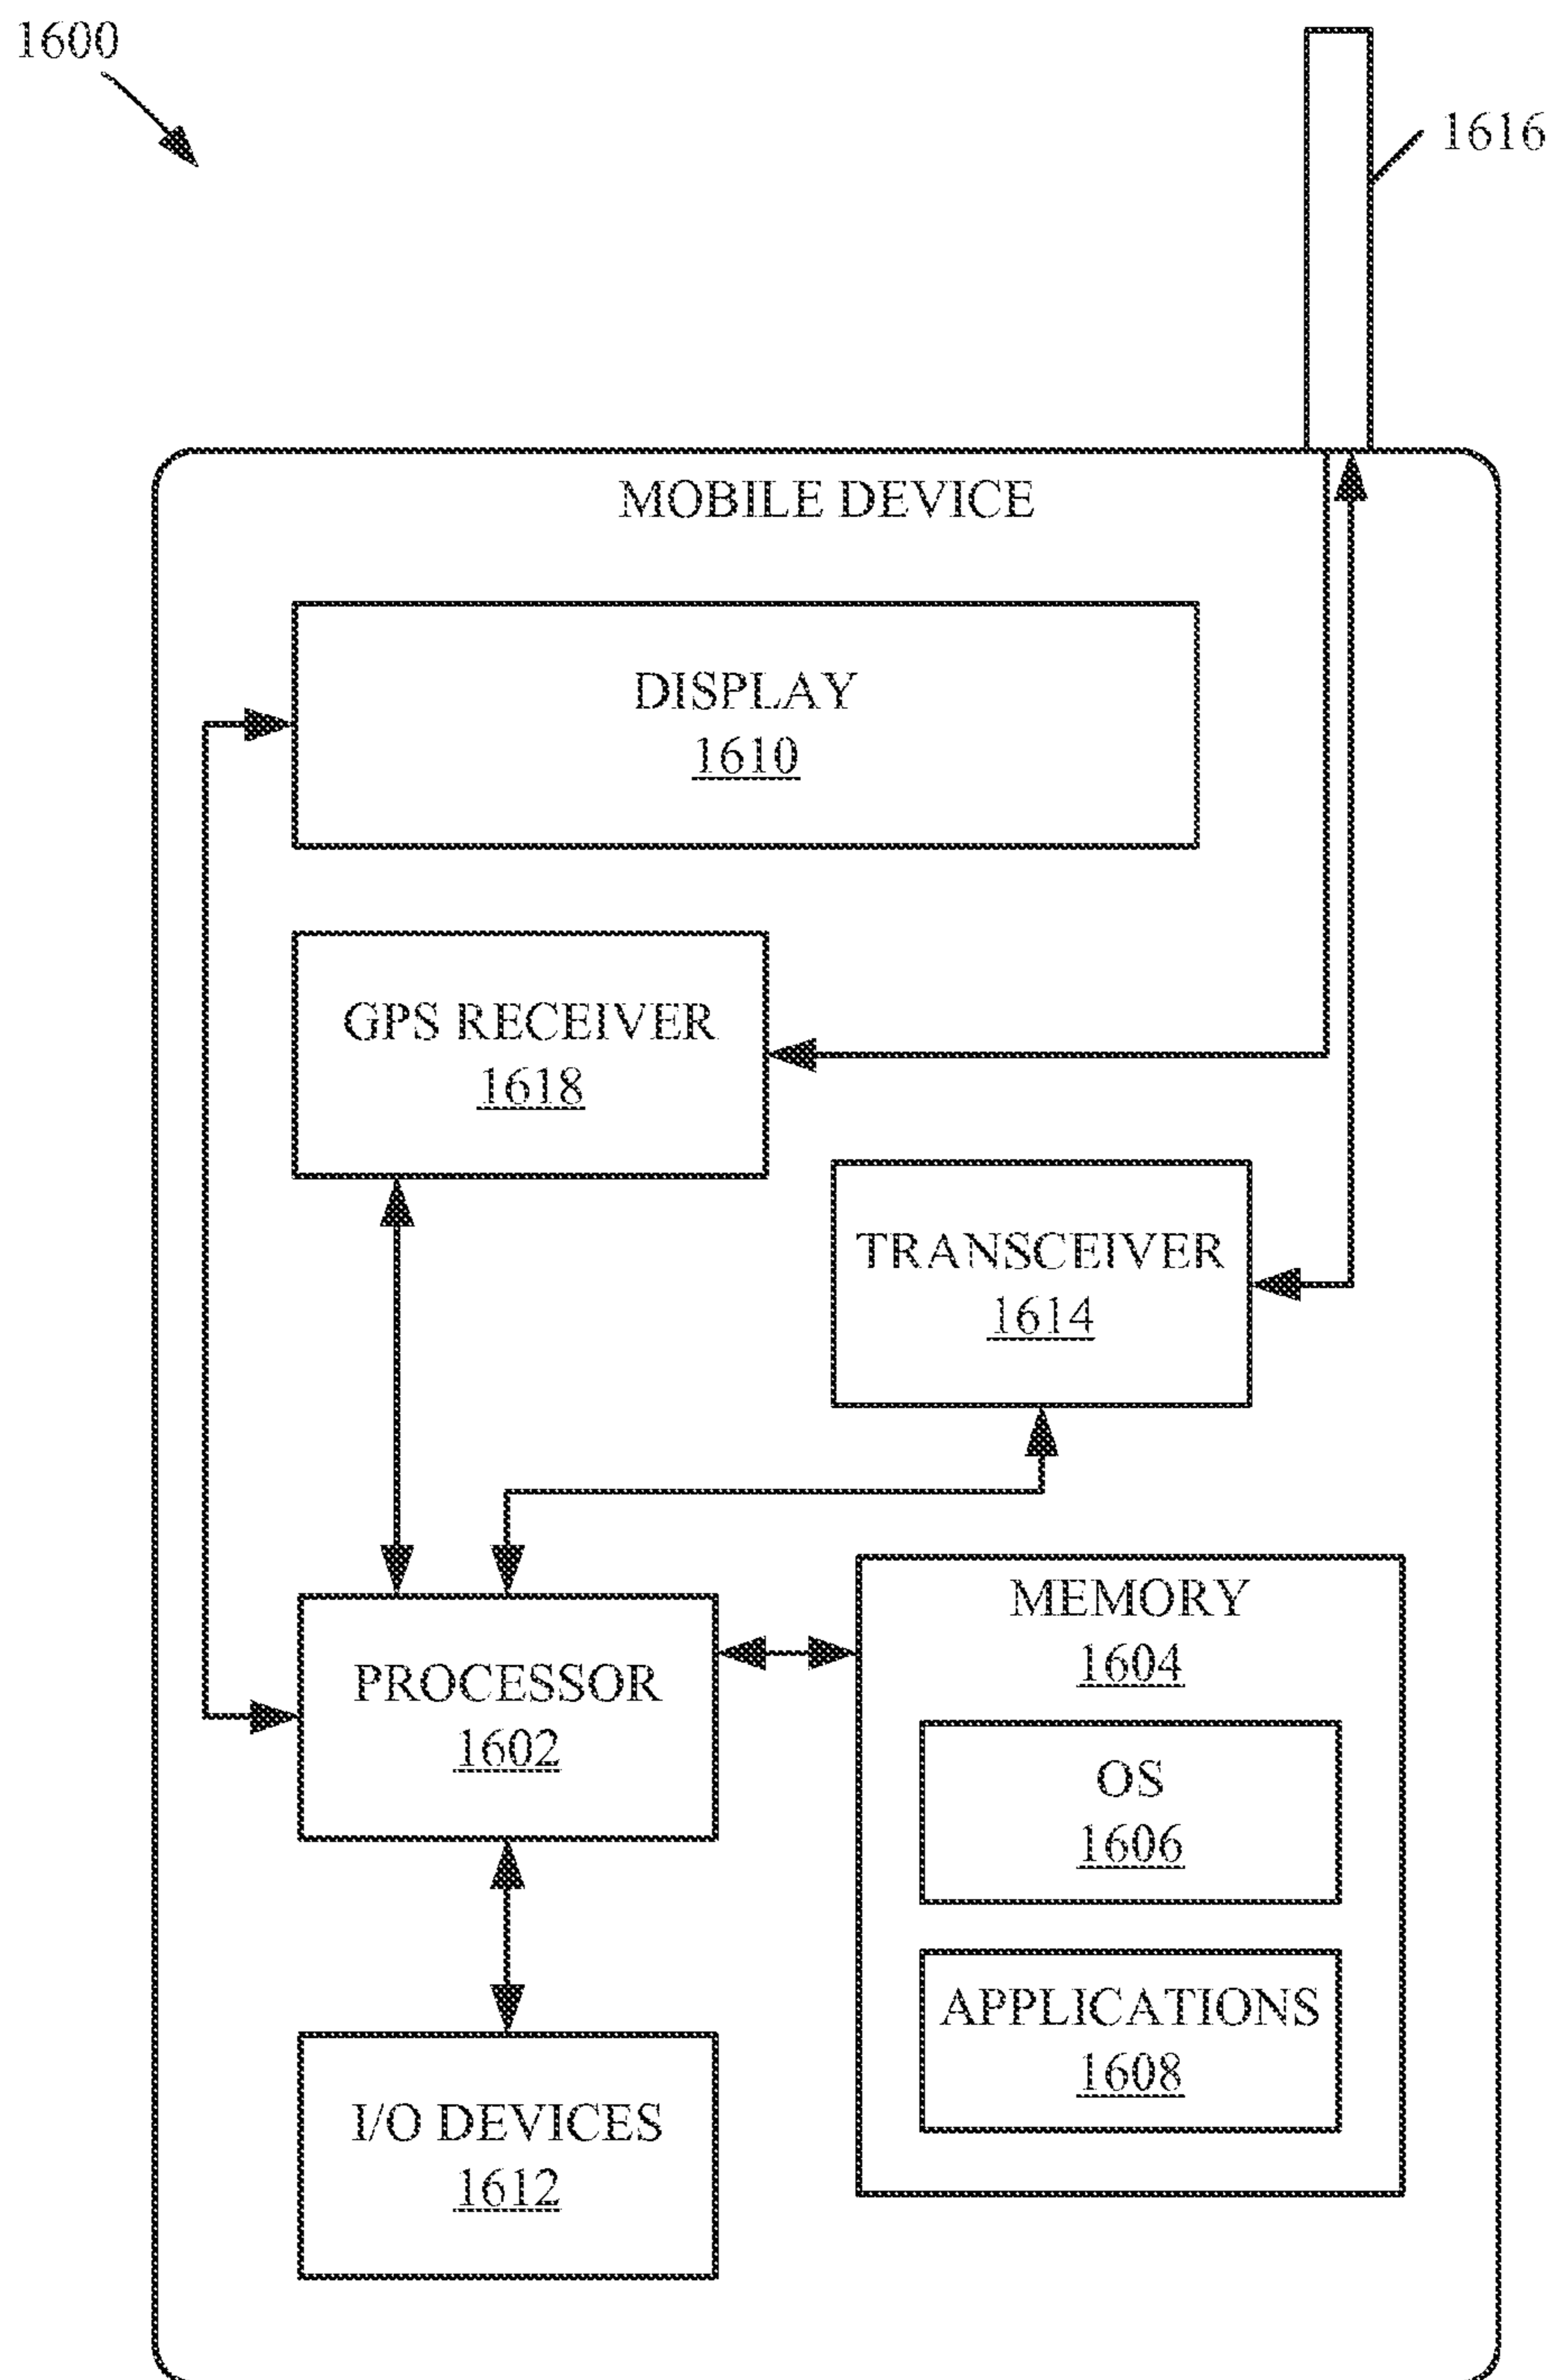 1600
1616
MOBILE DEVICE
DISPLAY
1610
GPS RECEIVER
1618
TRANSCEIVER
1614
MEMORY
1604
PROCESSOR
1602
OS
1606
APPLICATIONS
1608
I/O DEVICES
1612